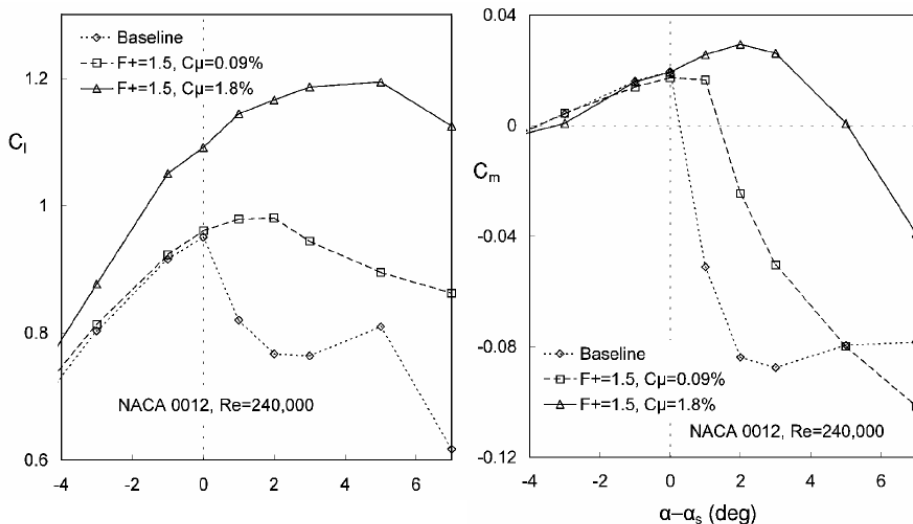 Baseline
F+=1.5, Cμ=0.09%
F+=1.5, Cμ=1.8%
1.2
1
0.8
0.6
Cl
NACA 0012, Re=240,000
-4
-2
0
2
4
6
0.04
0
-0.04
-0.08
-0.12
Cm
Baseline
F+=1.5, Cμ=0.09%
F+=1.5, Cμ=1.8%
NACA 0012, Re=240,000
-4
-2
0
2
4
6
α−αs (deg)